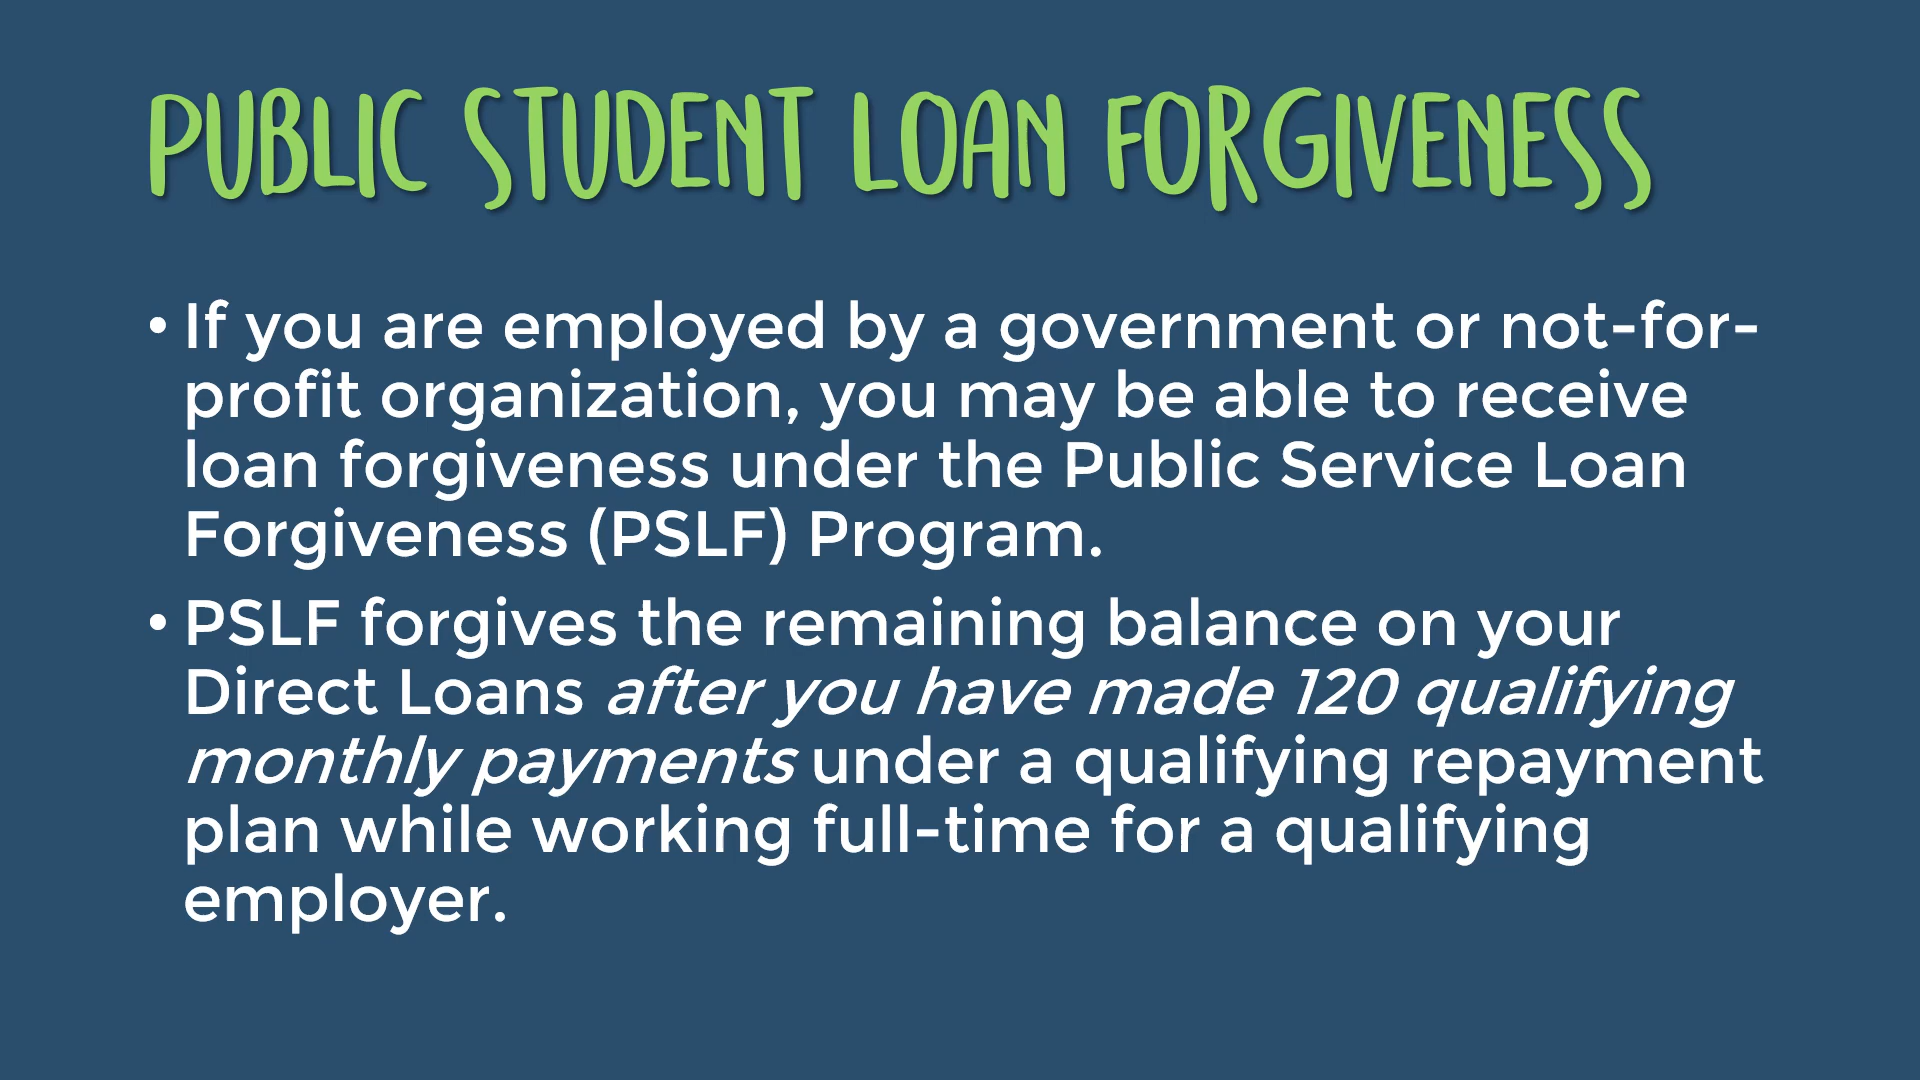 PUBLIC STUDENT LOAN FORGIVENESS
• If you are employed by a government or not-for-
profit organization, you may be able to receive
loan forgiveness under the Public Service Loan
Forgiveness (PSLF) Program.
• PSLF forgives the remaining balance on your
Direct Loans after you have made 120 qualifying
monthly payments under a qualifying repayment
plan while working full-time for a qualifying
employer.